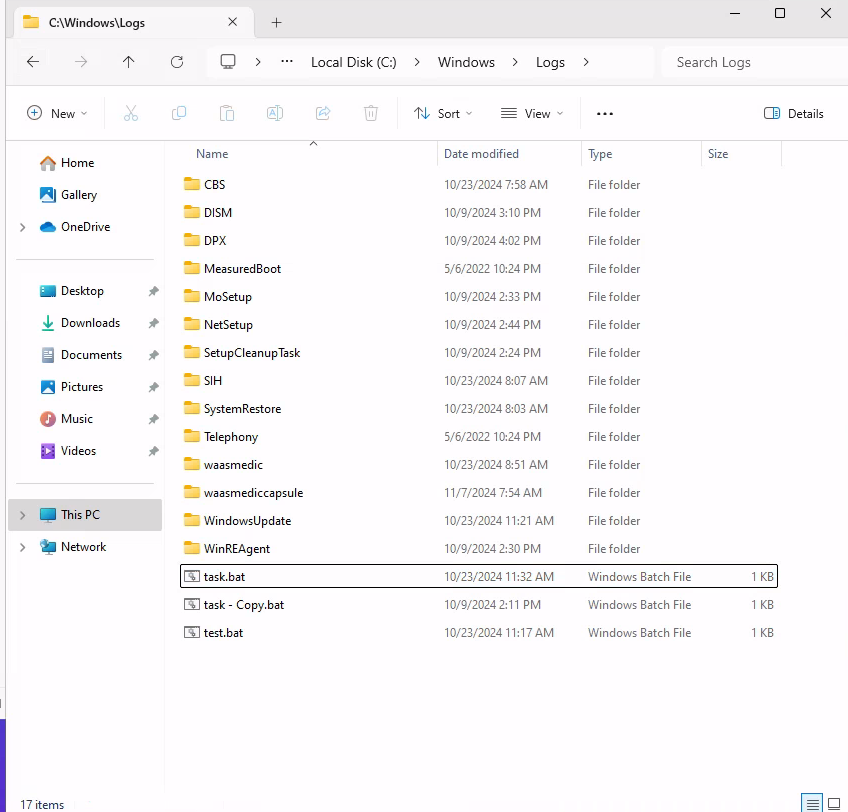 C:\Windows\Logs
Local Disk (C:) Windows Logs Search Logs
New Sort View Details
Name Date modified Type Size
Home
Gallery
OneDrive
Desktop
Downloads
Documents
Pictures
Music
Videos
This PC
Network
CBS 10/23/2024 7:58 AM File folder
DISM 10/9/2024 3:10 PM File folder
DPX 10/9/2024 4:02 PM File folder
MeasuredBoot 5/6/2022 10:24 PM File folder
MoSetup 10/9/2024 2:33 PM File folder
NetSetup 10/9/2024 2:44 PM File folder
SetupCleanupTask 10/9/2024 2:24 PM File folder
SIH 10/23/2024 8:07 AM File folder
SystemRestore 10/23/2024 8:03 AM File folder
Telephony 5/6/2022 10:24 PM File folder
waasmedic 10/23/2024 8:51 AM File folder
waasmediccapsule 11/7/2024 7:54 AM File folder
WindowsUpdate 10/23/2024 11:21 AM File folder
WinREAgent 10/9/2024 2:30 PM File folder
task.bat 10/23/2024 11:32 AM Windows Batch File 1 KB
task - Copy.bat 10/9/2024 2:11 PM Windows Batch File 1 KB
test.bat 10/23/2024 11:17 AM Windows Batch File 1 KB
17 items